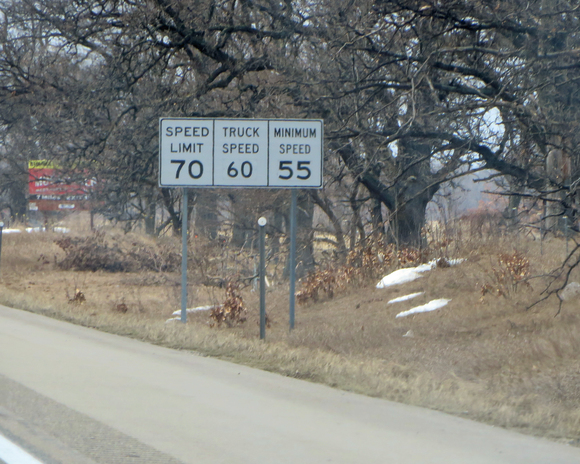 SPEED
LIMIT
70
TRUCK
SPEED
60
MINIMUM
SPEED
55